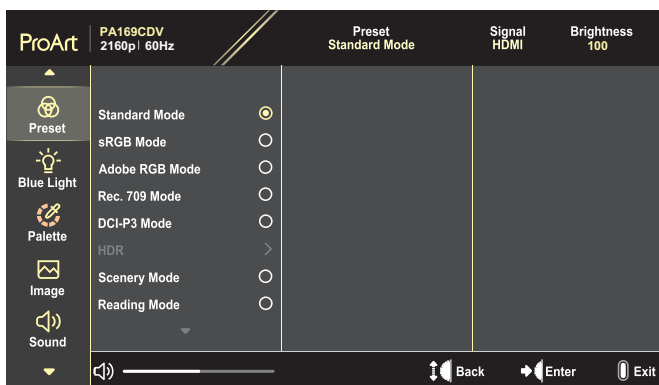 ProArt
PA169CDV
2160p 60Hz
Preset
Standard Mode
Signal
HDMI
Brightness
100
Preset
Blue Light
Palette
Image
Sound
Standard Mode
sRGB Mode
Adobe RGB Mode
Rec. 709 Mode
DCI-P3 Mode
HDR
Scenery Mode
Reading Mode
Back
Enter
Exit